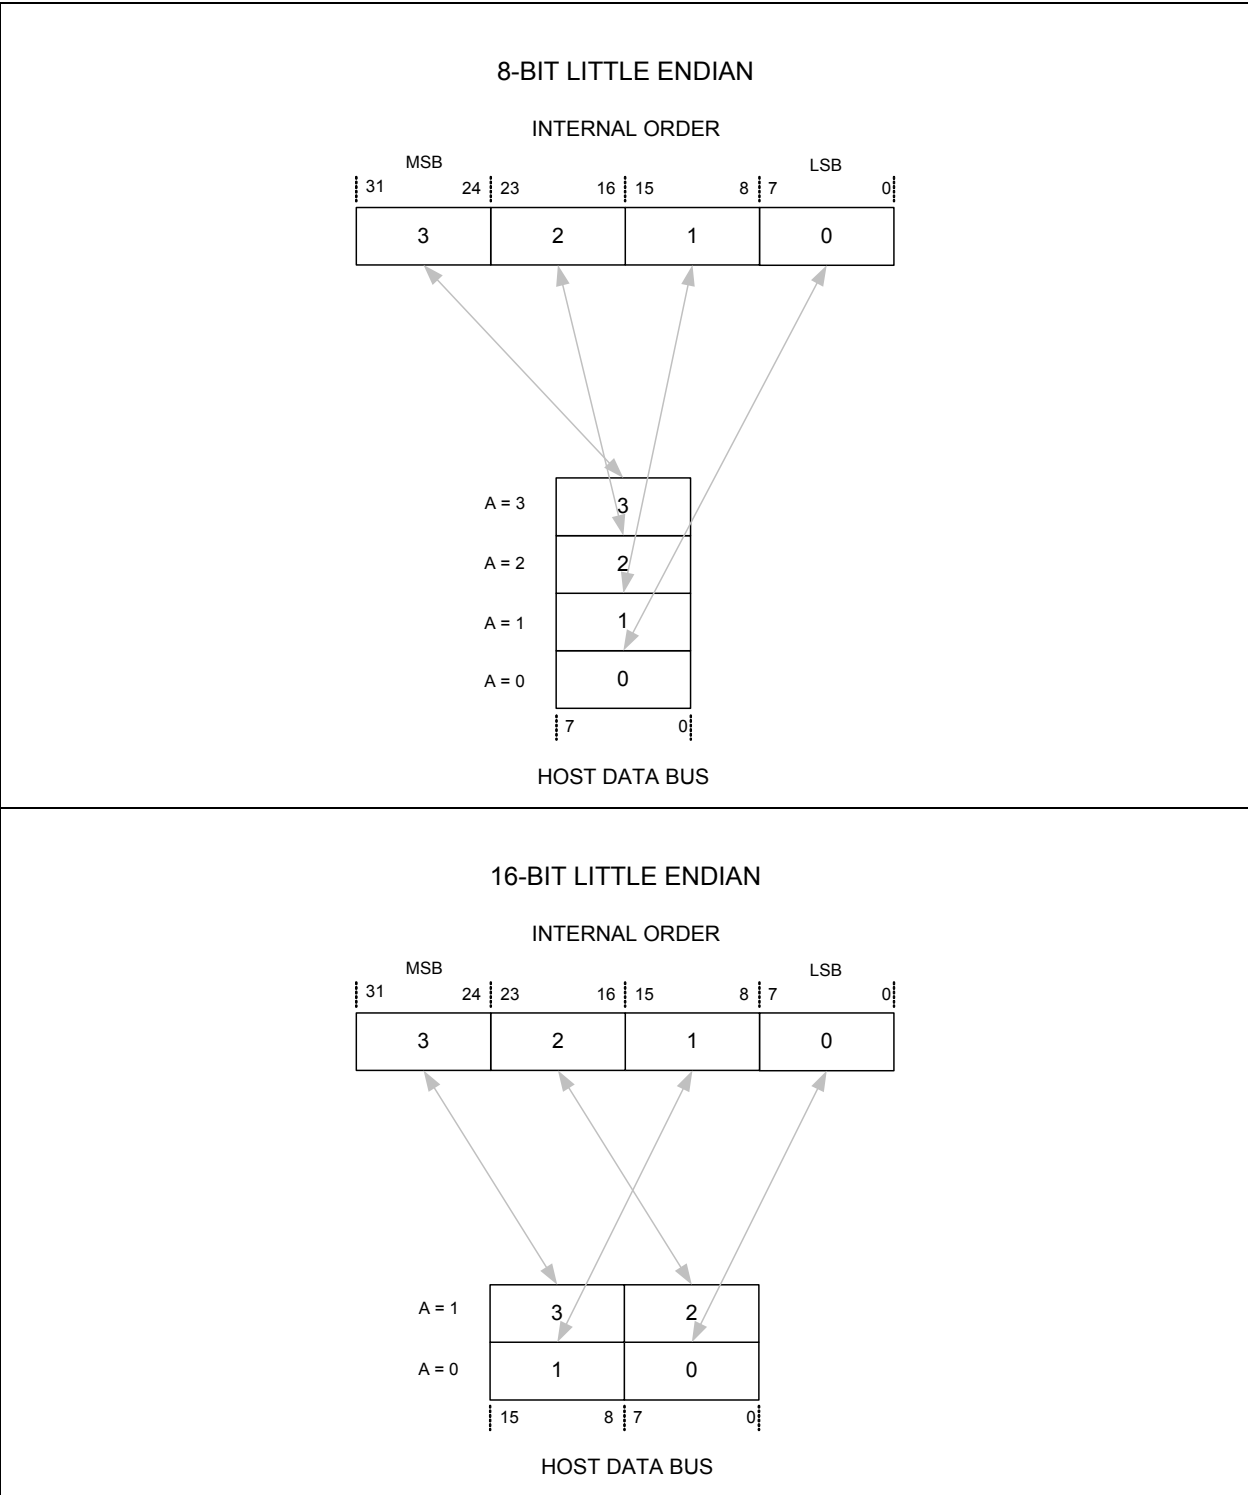 8-BIT LITTLE ENDIAN
INTERNAL ORDER
MSB LSB
31 24 23 16 15 8 7 0
3 2 1 0
A = 3 3
A = 2 2
A = 1 1
A = 0 0
7 0
HOST DATA BUS
16-BIT LITTLE ENDIAN
INTERNAL ORDER
MSB LSB
31 24 23 16 15 8 7 0
3 2 1 0
A = 1 3 2
A = 0 1 0
15 8 7 0
HOST DATA BUS